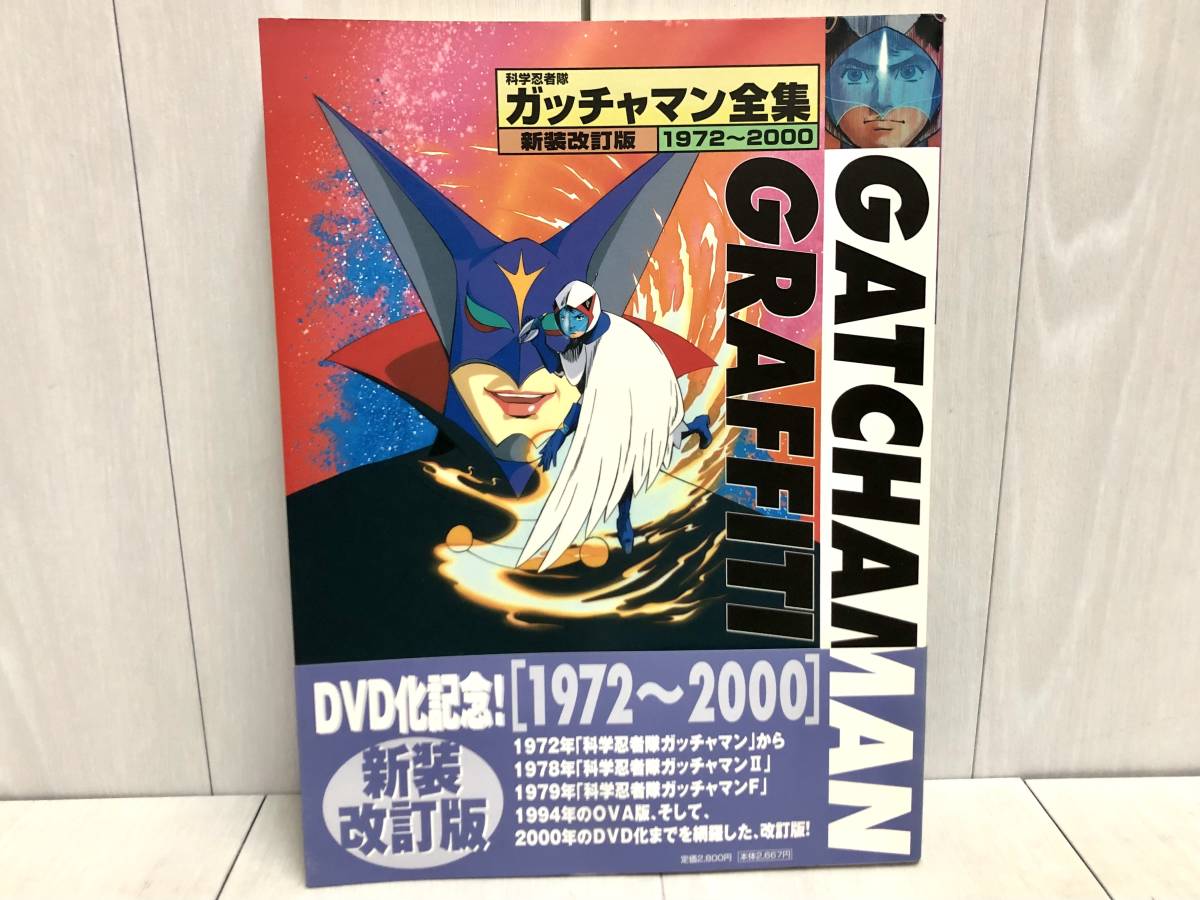 科学忍者隊
ガッチャマン全集
新装改訂版 1972〜2000
GATCHAMAN
GRAFFITI
DVD化記念!
[1972〜2000]
新装
改訂版
1972年「科学忍者隊ガッチャマン」から
1978年「科学忍者隊ガッチャマンⅡ」
1979年「科学忍者隊ガッチャマンF」
1994年のOVA版、そして、
2000年のDVD化までを網羅した、改訂版!
定価2,800円 本体2,667円